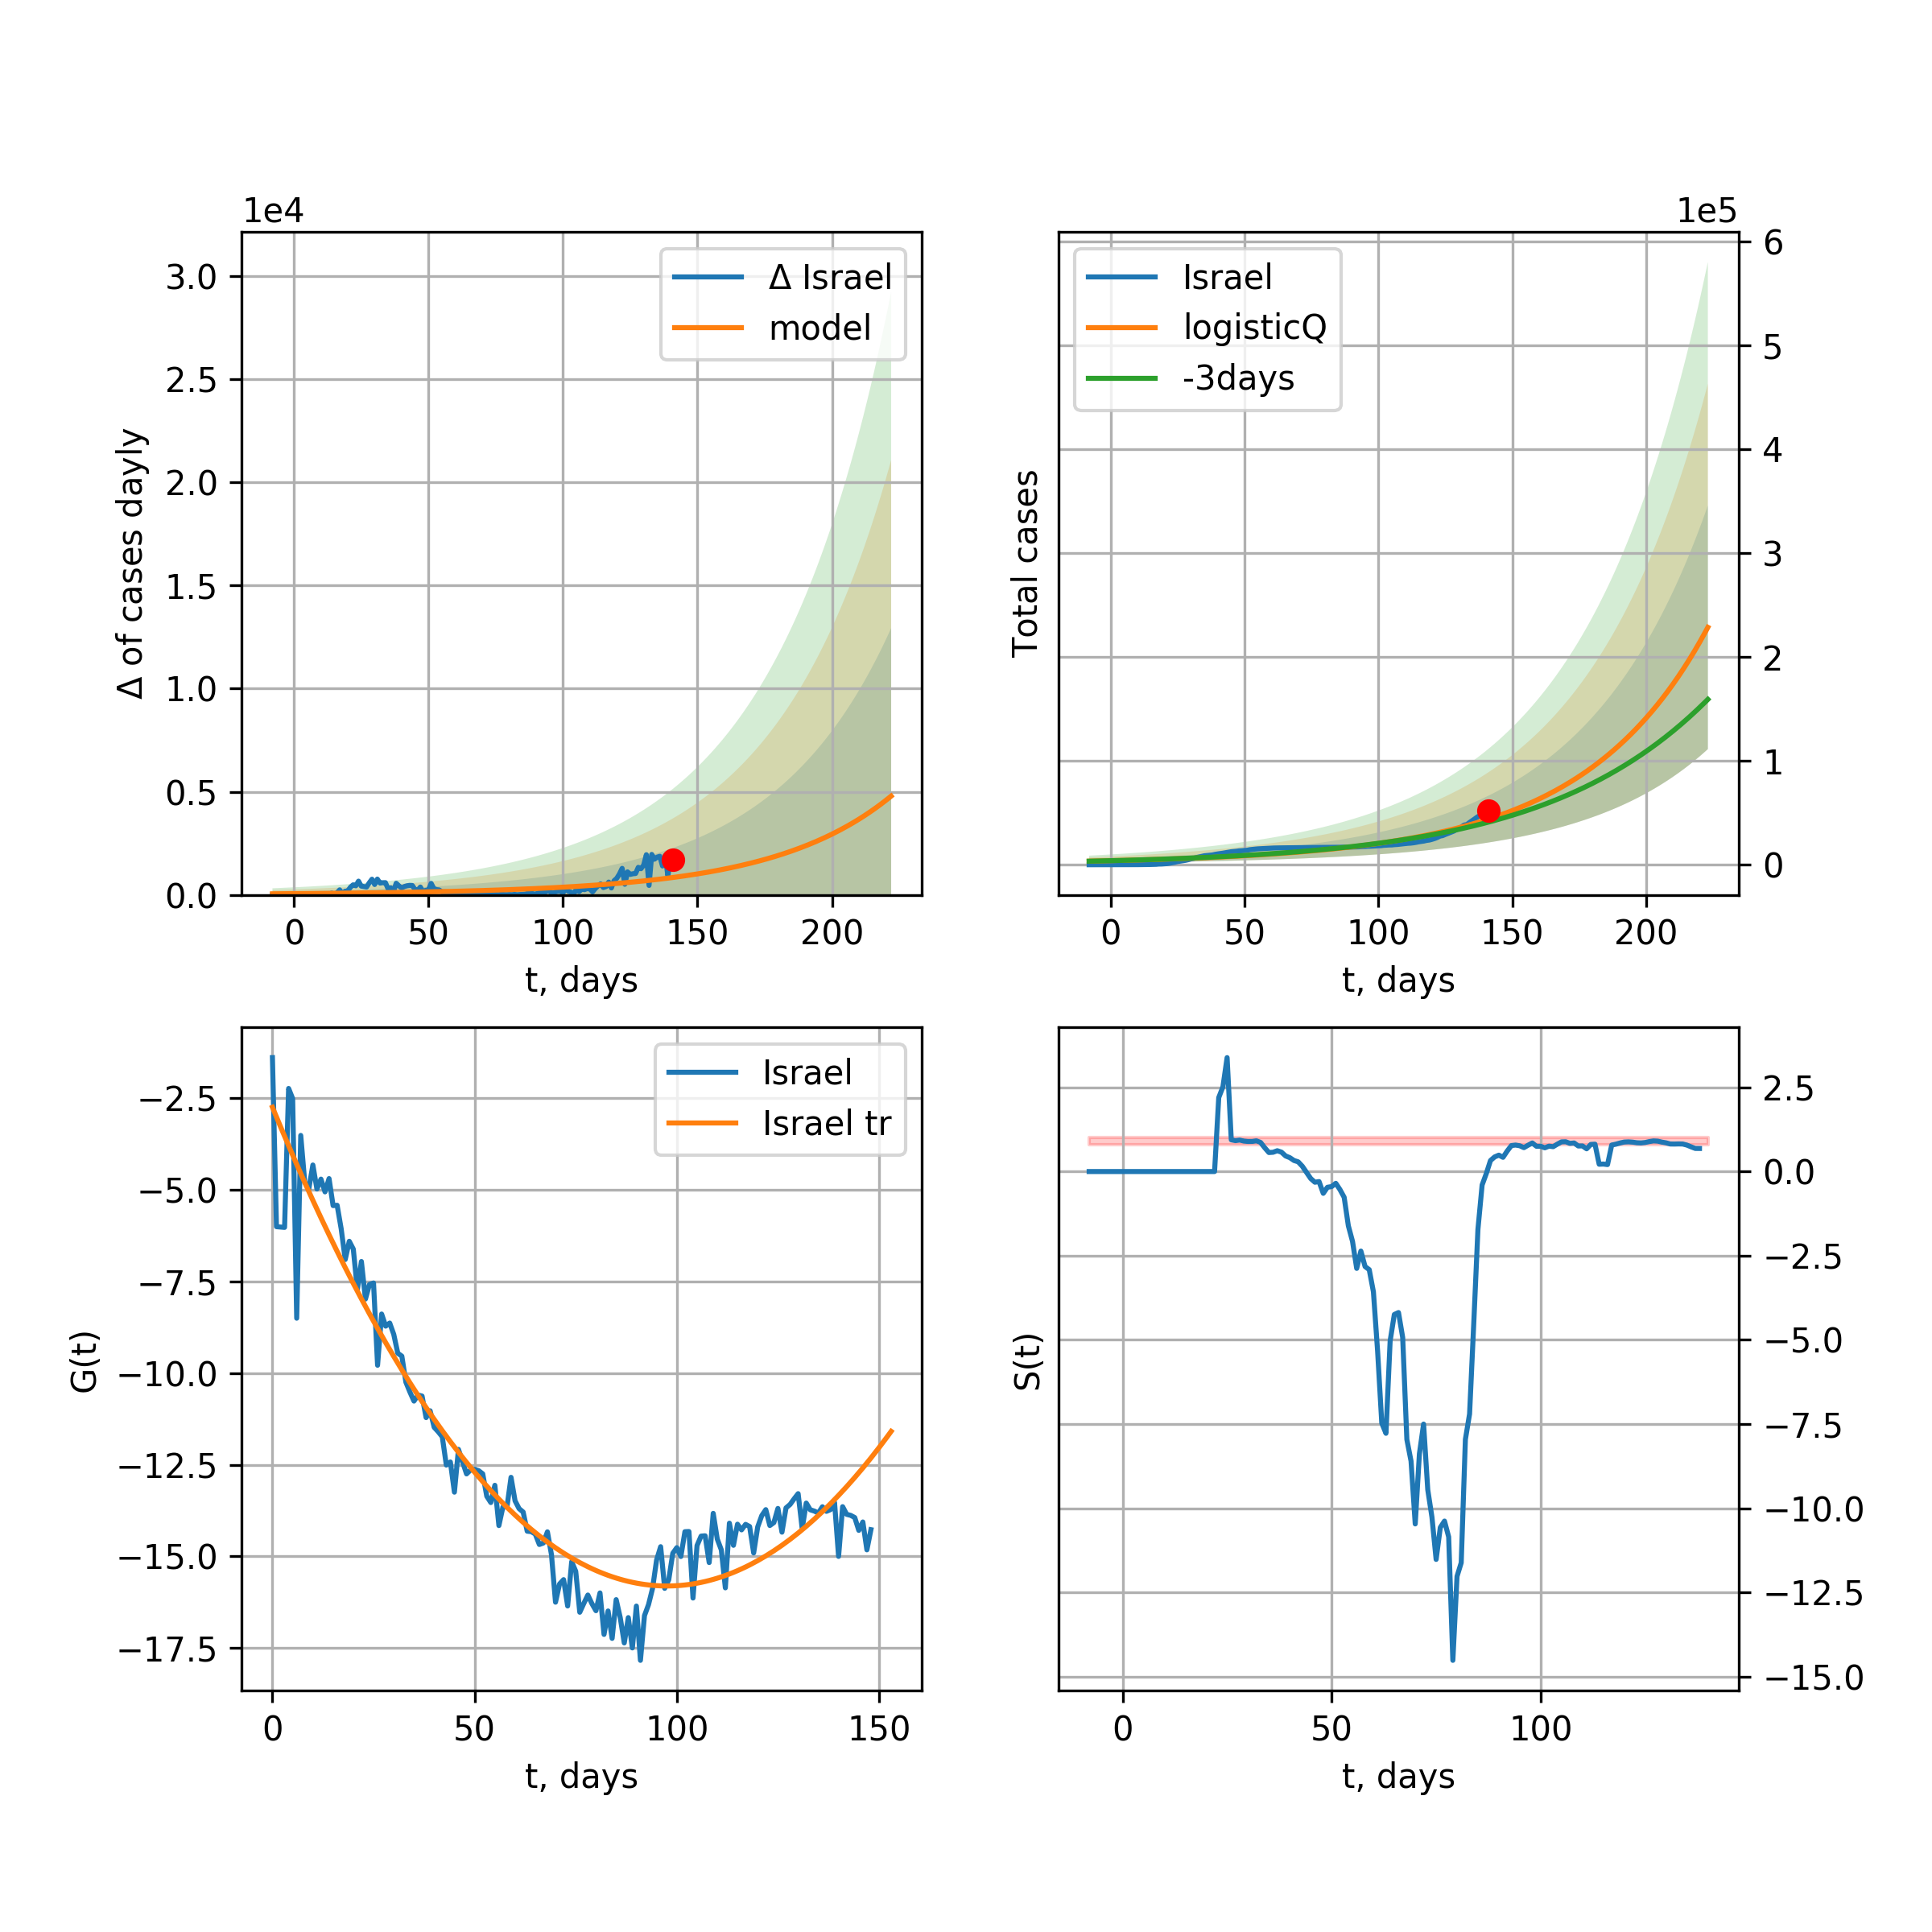 1e4
Δ of cases dayly
3.0
2.5
2.0
1.5
1.0
0.5
0.0
0 50 100 150 200
t, days
Δ Israel
model
1e5
Total cases
6
5
4
3
2
1
0
0 50 100 150 200
t, days
Israel
logisticQ
-3days
G(t)
−2.5
−5.0
−7.5
−10.0
−12.5
−15.0
−17.5
0 50 100 150
t, days
Israel
Israel tr
S(t)
2.5
0.0
−2.5
−5.0
−7.5
−10.0
−12.5
−15.0
0 50 100
t, days